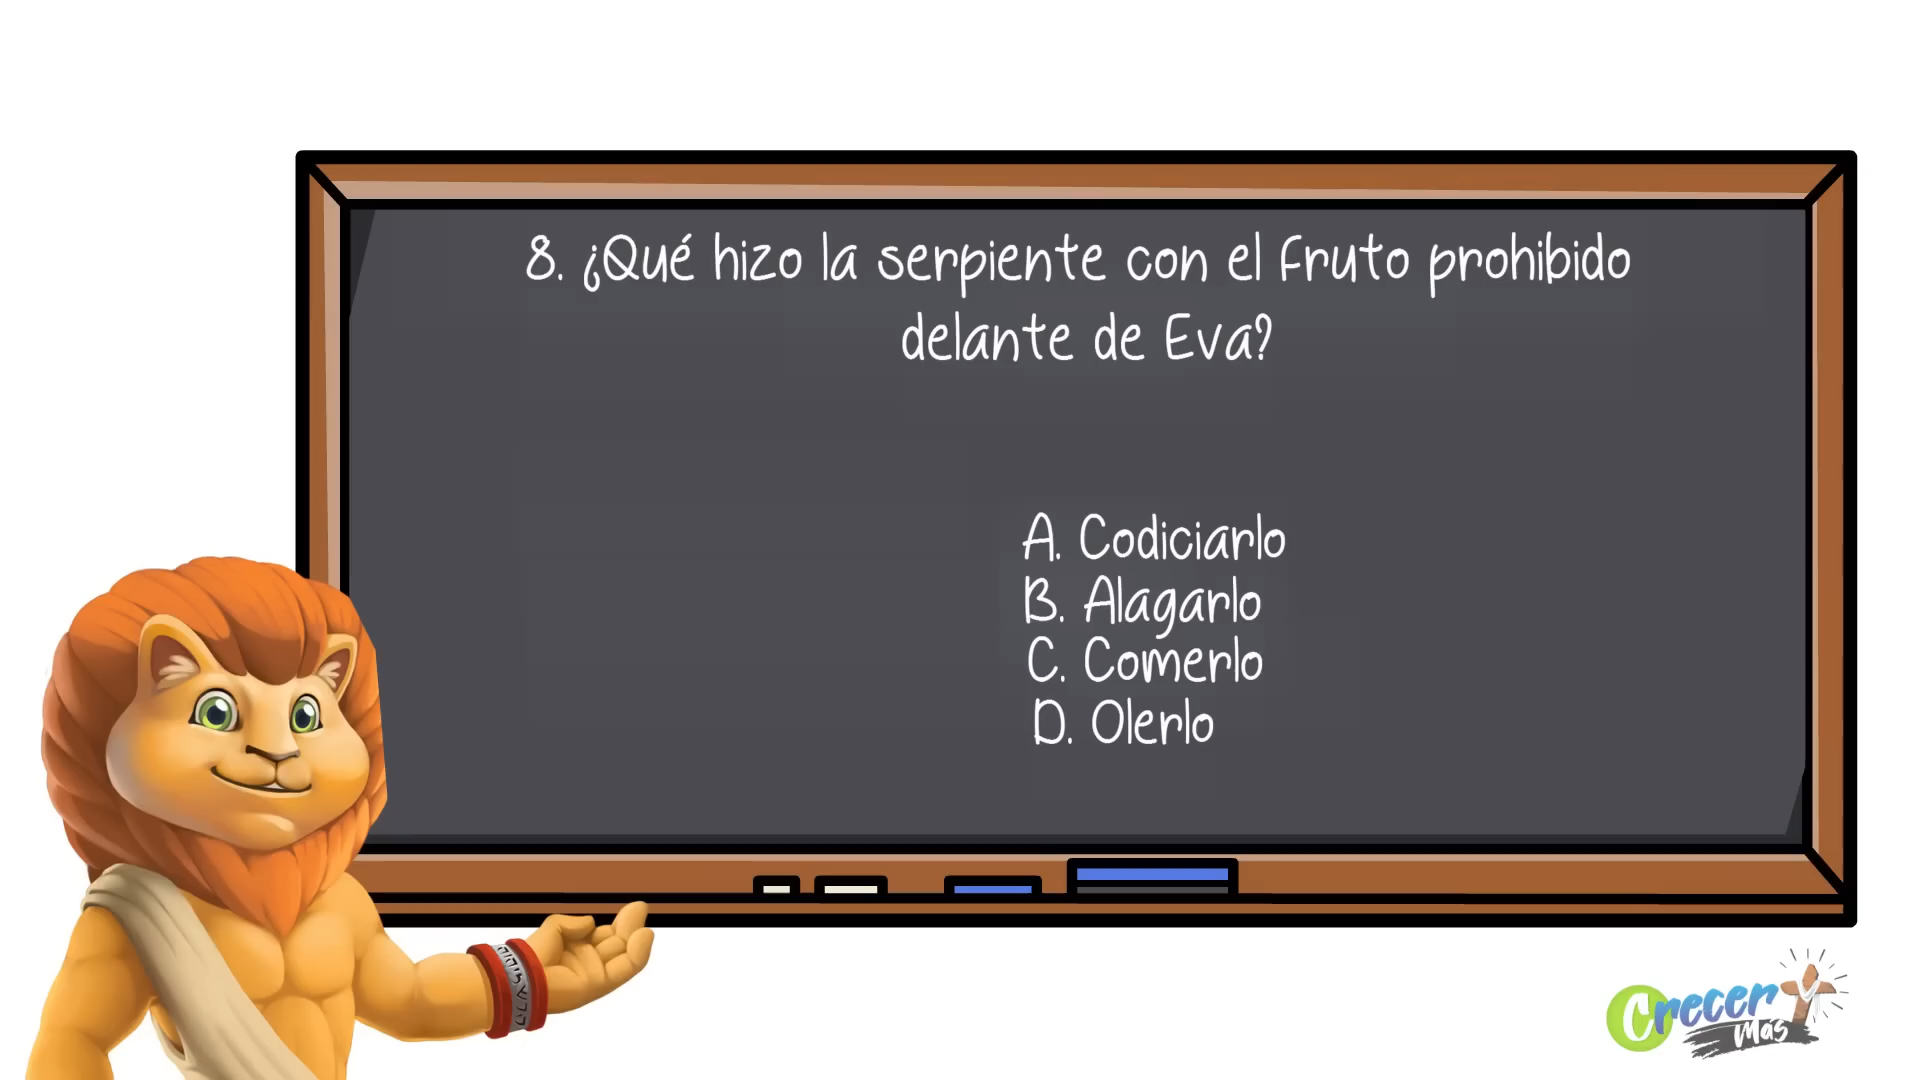 8. ¿Qué hizo la serpiente con el fruto prohibido
delante de Eva?
A. Codiciarlo
B. Alagarlo
C. Comerlo
D. Olerlo
Crecer y
Más